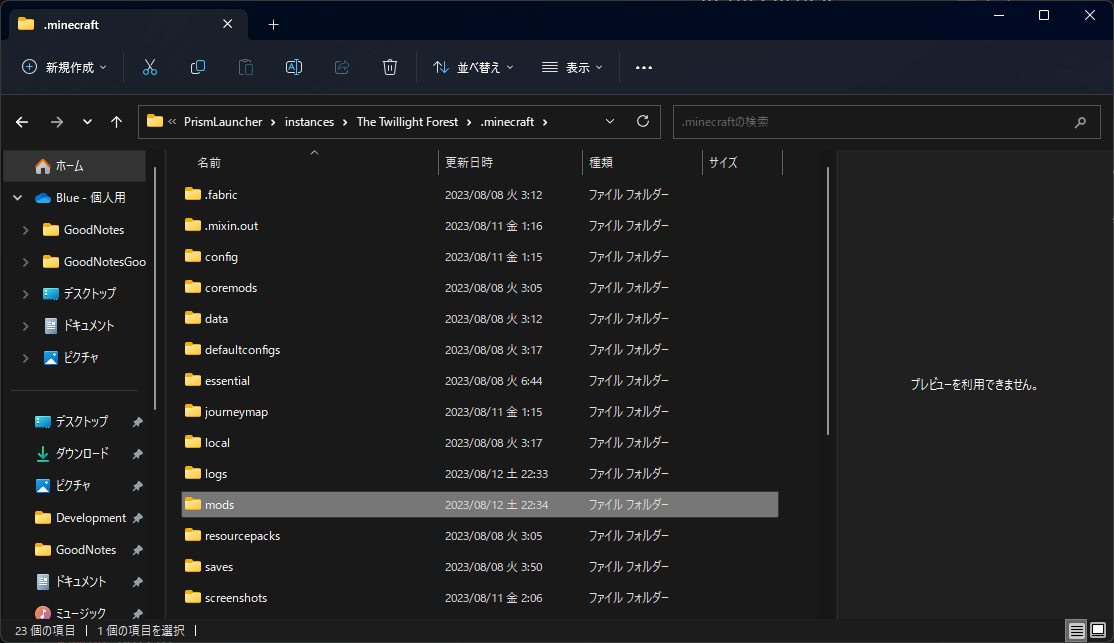 .minecraft
新規作成
並べ替え
表示
« PrismLauncher › instances › The Twillight Forest › .minecraft ›
.minecraftの検索
ホーム
Blue - 個人用
GoodNotes
GoodNotesGoo
デスクトップ
ドキュメント
ピクチャ
デスクトップ
ダウンロード
ピクチャ
Development
GoodNotes
ドキュメント
ミュージック
名前 更新日時 種類 サイズ
.fabric 2023/08/08 火 3:12 ファイル フォルダー
.mixin.out 2023/08/11 金 1:16 ファイル フォルダー
config 2023/08/11 金 1:15 ファイル フォルダー
coremods 2023/08/08 火 3:05 ファイル フォルダー
data 2023/08/08 火 3:12 ファイル フォルダー
defaultconfigs 2023/08/08 火 3:17 ファイル フォルダー
essential 2023/08/08 火 6:44 ファイル フォルダー
journeymap 2023/08/11 金 1:15 ファイル フォルダー
local 2023/08/08 火 3:17 ファイル フォルダー
logs 2023/08/12 土 22:33 ファイル フォルダー
mods 2023/08/12 土 22:34 ファイル フォルダー
resourcepacks 2023/08/08 火 3:05 ファイル フォルダー
saves 2023/08/08 火 3:50 ファイル フォルダー
screenshots 2023/08/11 金 2:06 ファイル フォルダー
プレビューを利用できません。
23 個の項目 | 1 個の項目を選択 |